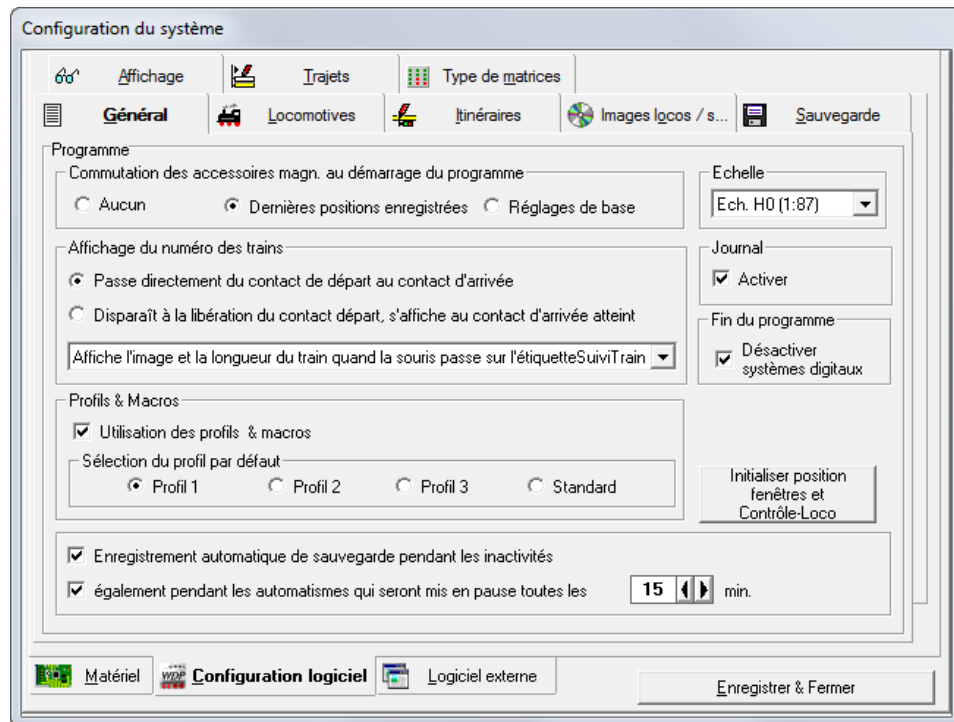 Configuration du système
Affichage
Trajets
Type de matrices
Général
Locomotives
Itinéraires
Images locos / s...
Sauvegarde
Programme
Commutation des accessoires magn. au démarrage du programme
Aucun
Dernières positions enregistrées
Réglages de base
Echelle
Ech. H0 (1:87)
Affichage du numéro des trains
Passe directement du contact de départ au contact d'arrivée
Disparaît à la libération du contact départ, s'affiche au contact d'arrivée atteint
Affiche l'image et la longueur du train quand la souris passe sur l'étiquetteSuiviTrain
Journal
Activer
Fin du programme
Désactiver
systèmes digitaux
Profils & Macros
Utilisation des profils & macros
Sélection du profil par défaut
Profil 1
Profil 2
Profil 3
Standard
Initialiser position
fenêtres et
Contrôle-Loco
Enregistrement automatique de sauvegarde pendant les inactivités
également pendant les automatismes qui seront mis en pause toutes les
15
min.
Matériel
WDP
Configuration logiciel
Logiciel externe
Enregistrer & Fermer